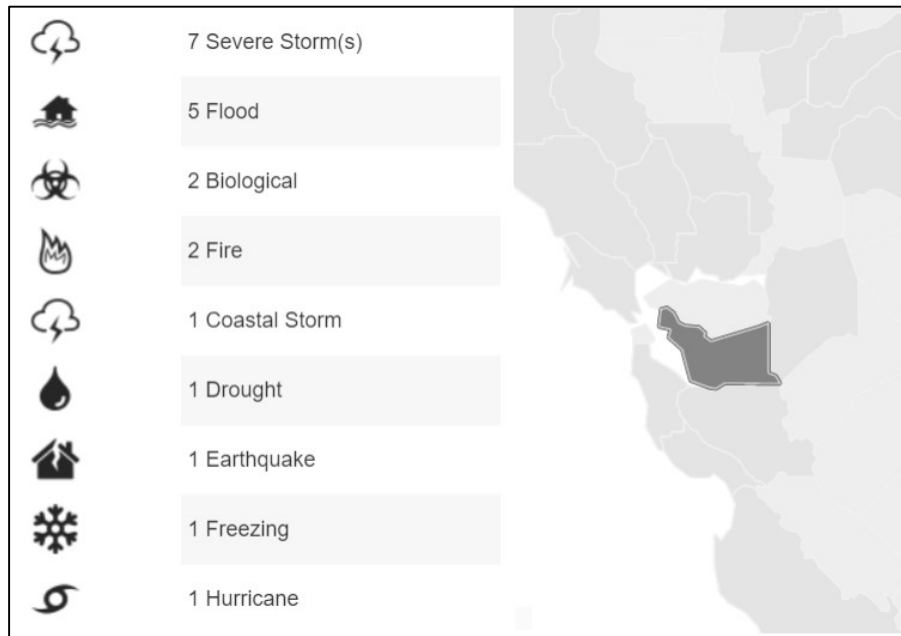 7 Severe Storm(s)
5 Flood
2 Biological
2 Fire
1 Coastal Storm
1 Drought
1 Earthquake
1 Freezing
1 Hurricane